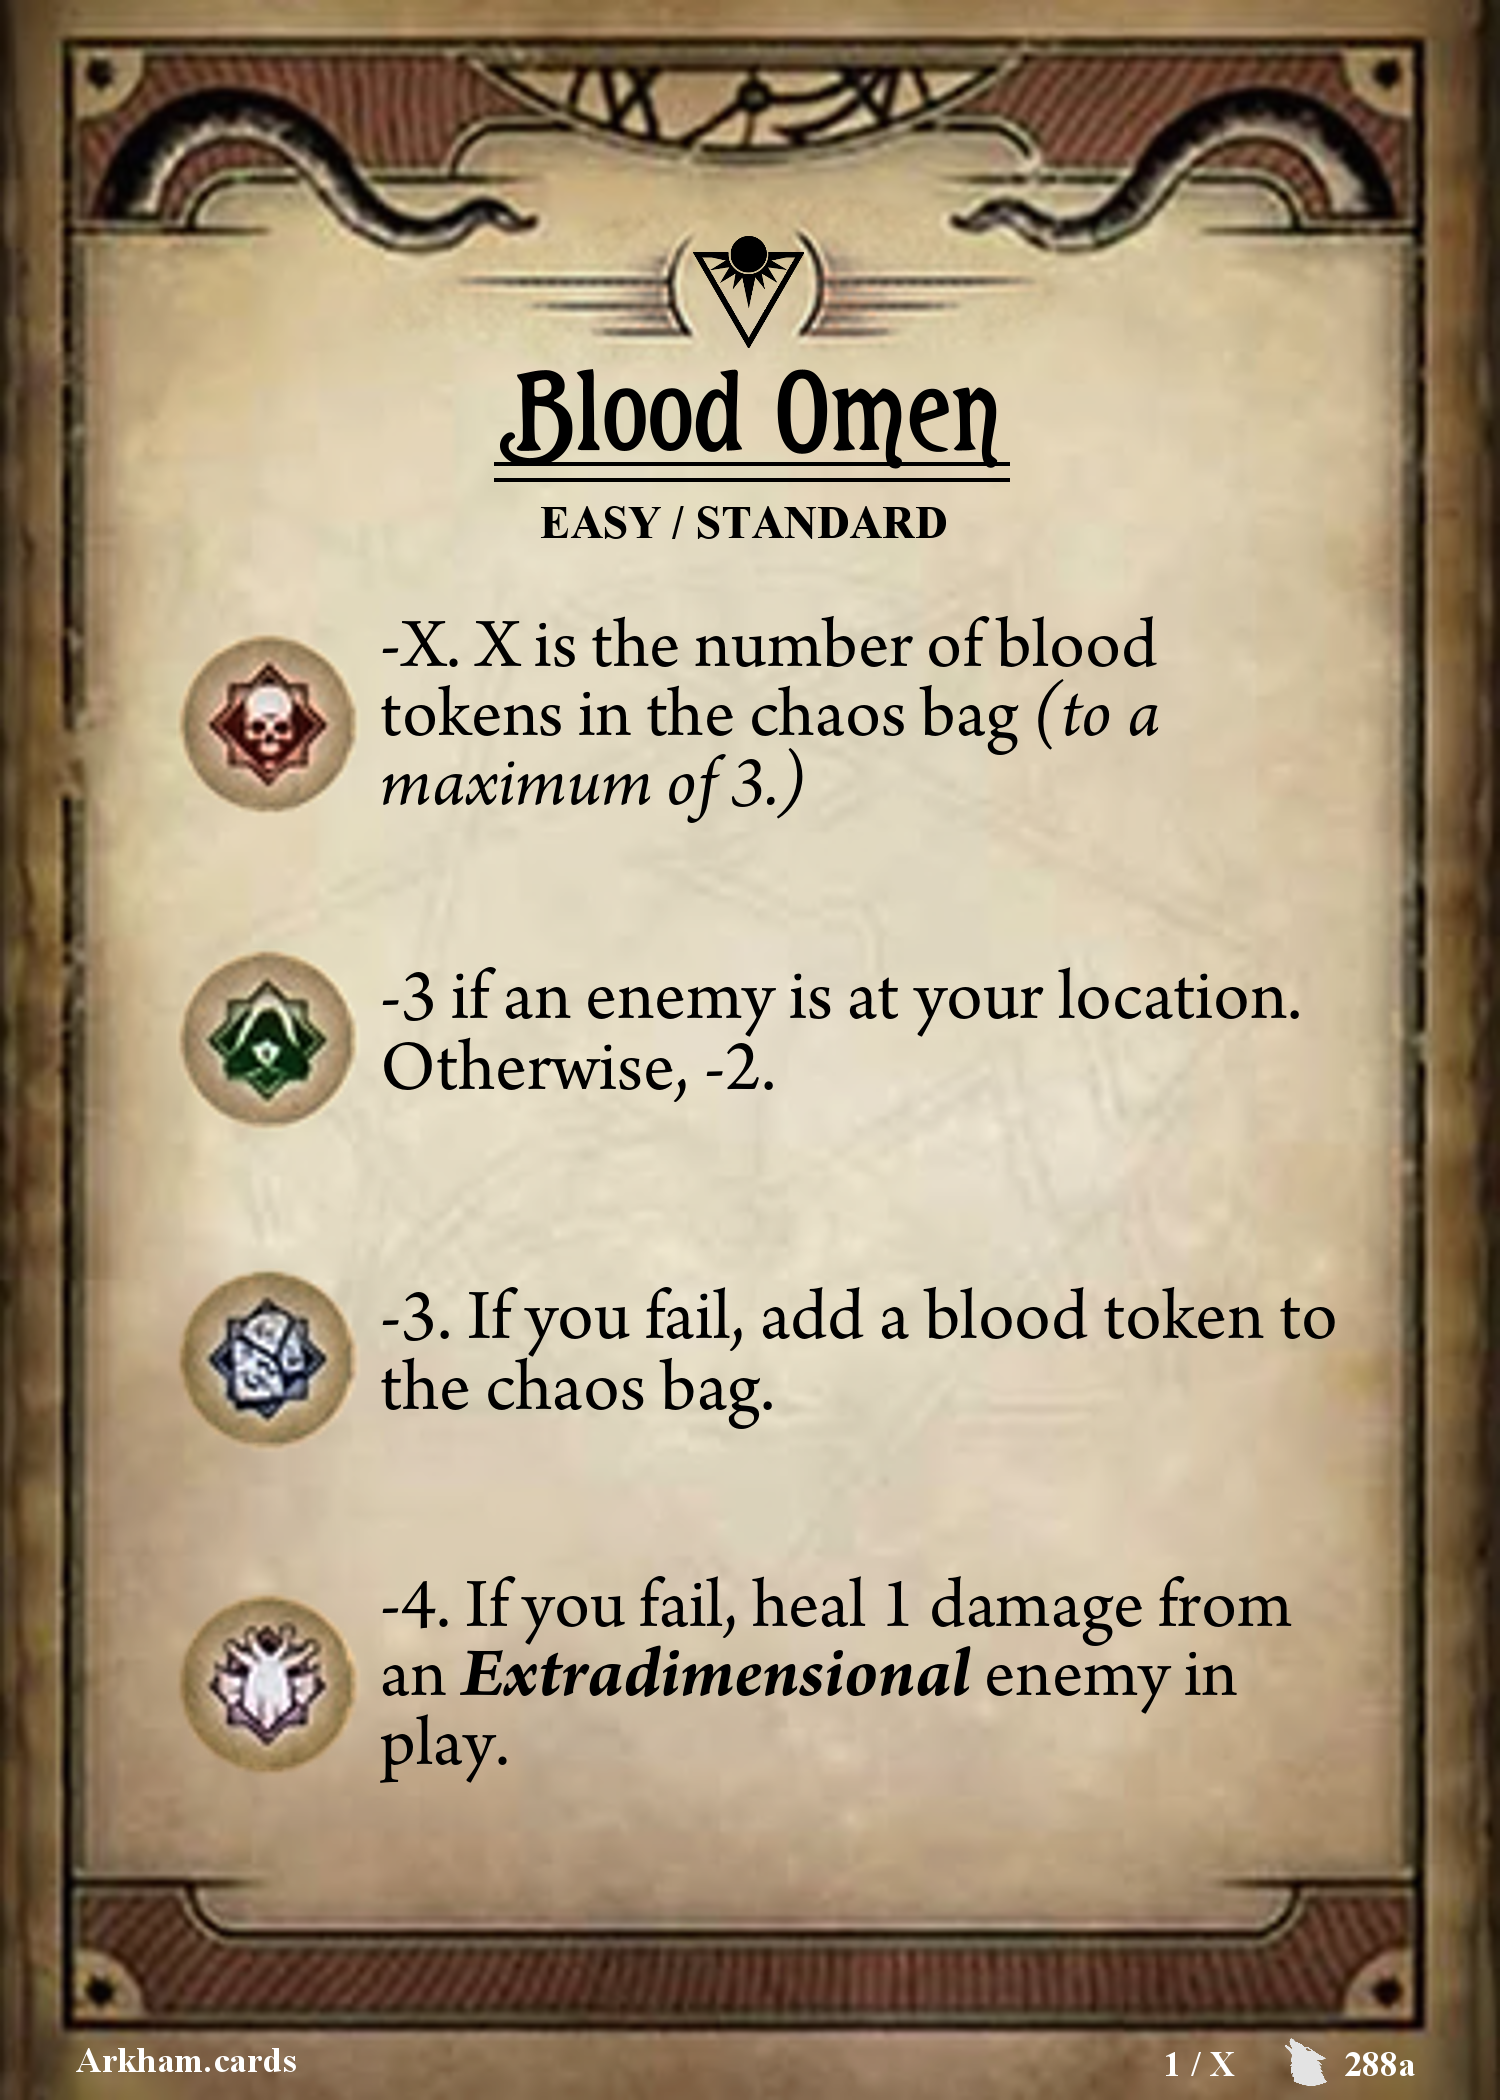 Blood Omen
EASY / STANDARD
-X. X is the number of blood
tokens in the chaos bag (to a
maximum of 3.)
-3 if an enemy is at your location.
Otherwise, -2.
-3. If you fail, add a blood token to
the chaos bag.
-4. If you fail, heal 1 damage from
an Extradimensional enemy in
play.
Arkham.cards
1 / X
288a